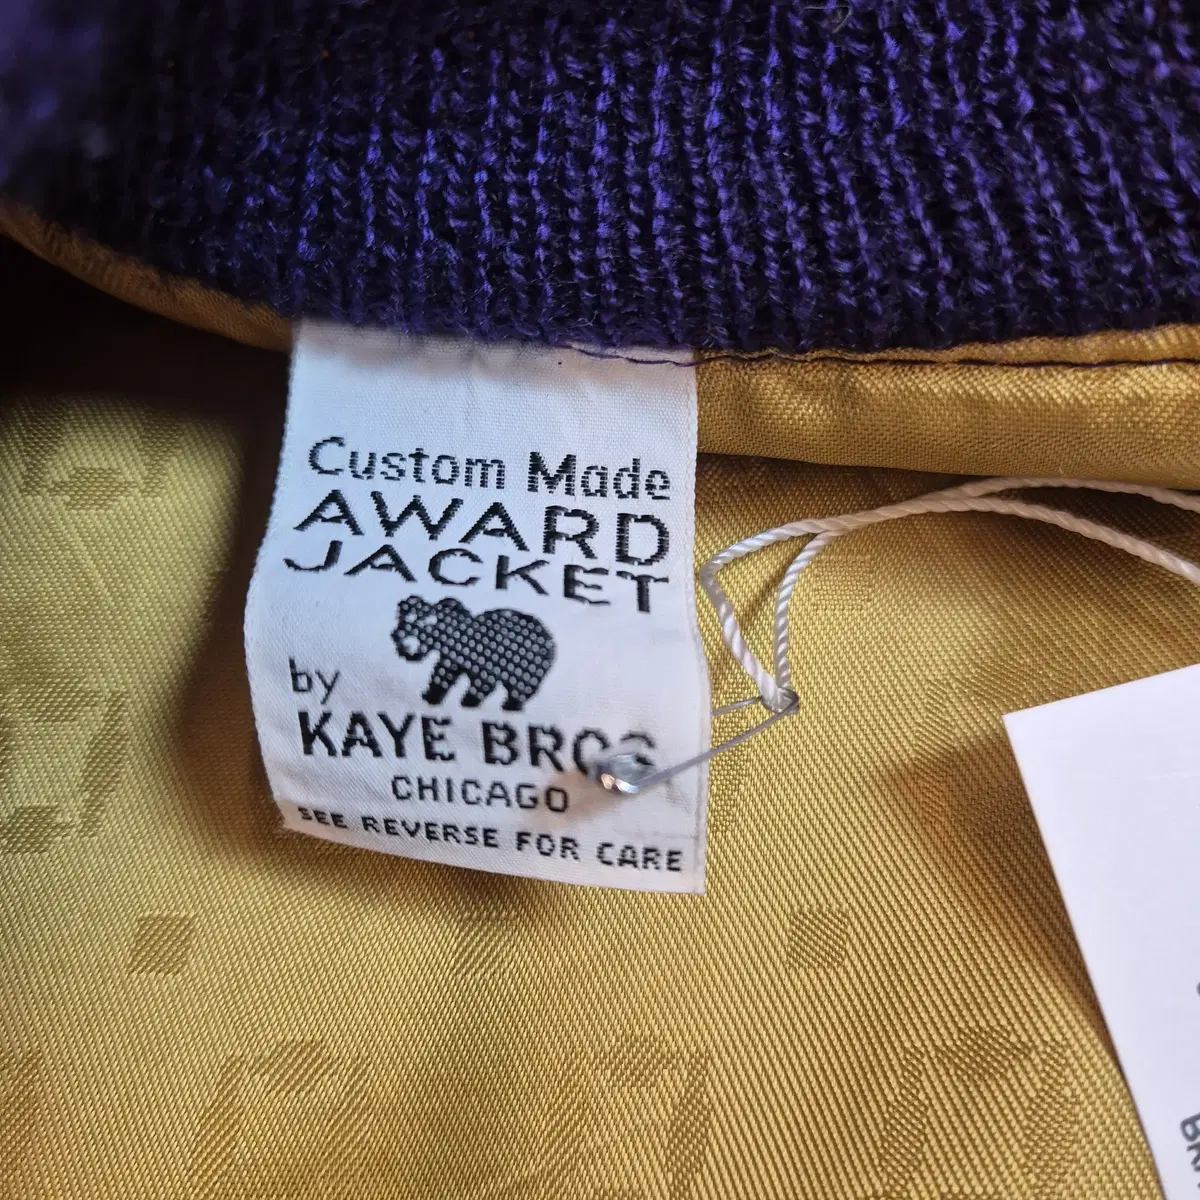 Custom Made
AWARD
JACKET
by
KAYE BROS
CHICAGO
SEE REVERSE FOR CARE